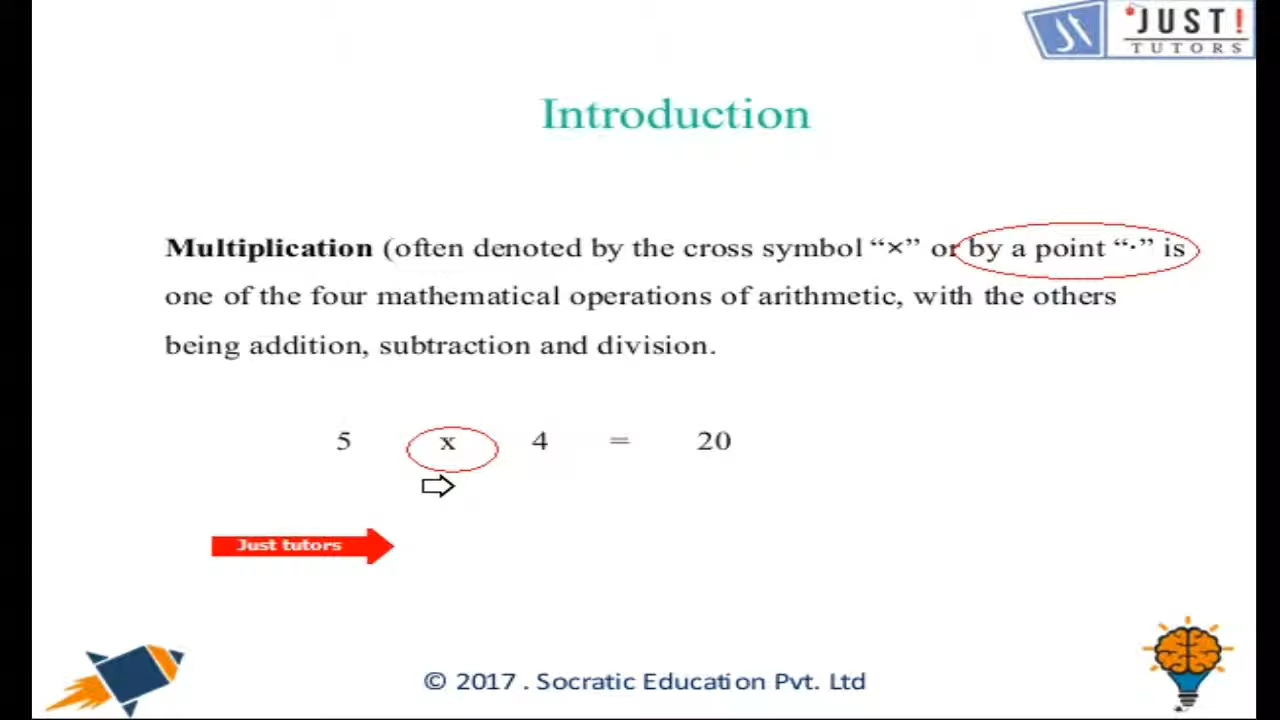 JUST!
TUTORS
Introduction
Multiplication (often denoted by the cross symbol “×” or by a point “·” is
one of the four mathematical operations of arithmetic, with the others
being addition, subtraction and division.
5 x 4 = 20
Just tutors
© 2017 . Socratic Education Pvt. Ltd